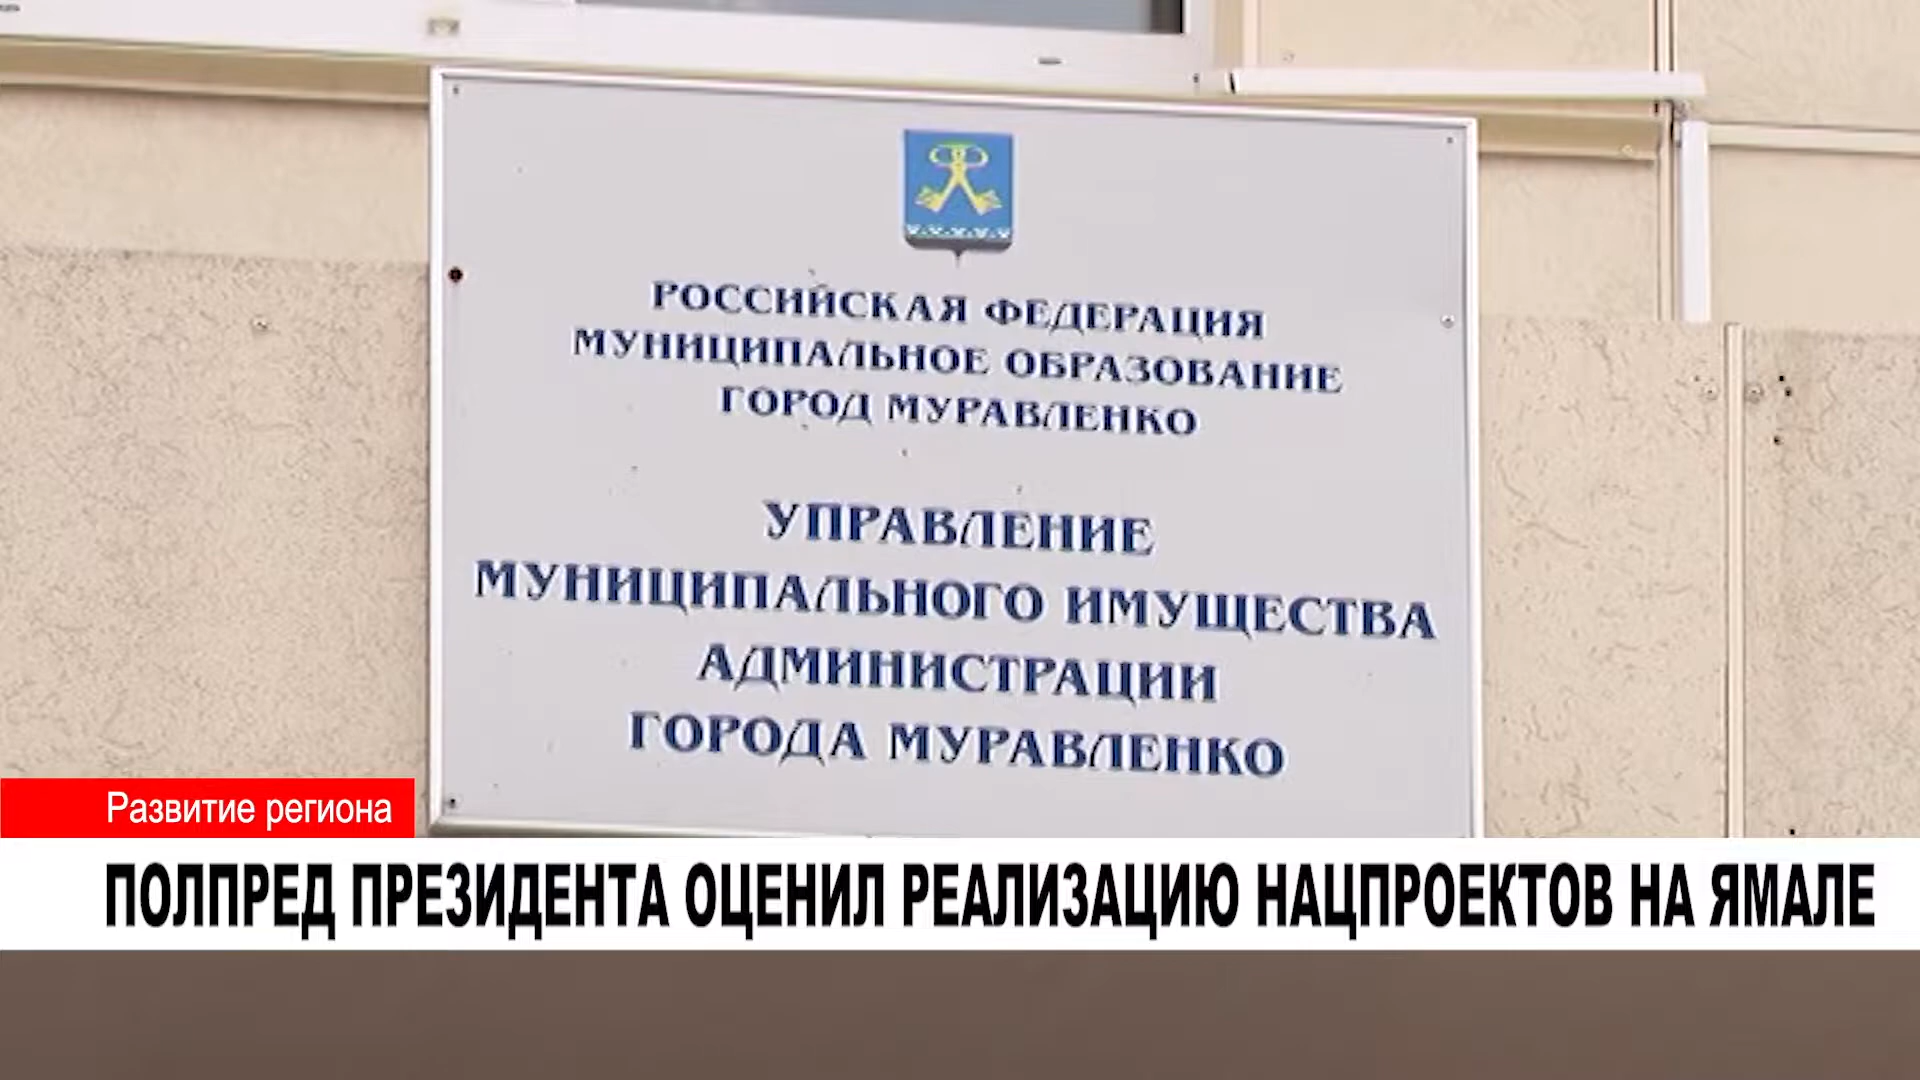 РОССИЙСКАЯ ФЕДЕРАЦИЯ
МУНИЦИПАЛЬНОЕ ОБРАЗОВАНИЕ
ГОРОД МУРАВЛЕНКО
УПРАВЛЕНИЕ
МУНИЦИПАЛЬНОГО ИМУЩЕСТВА
АДМИНИСТРАЦИИ
ГОРОДА МУРАВЛЕНКО
Развитие региона
ПОЛПРЕД ПРЕЗИДЕНТА ОЦЕНИЛ РЕАЛИЗАЦИЮ НАЦПРОЕКТОВ НА ЯМАЛЕ